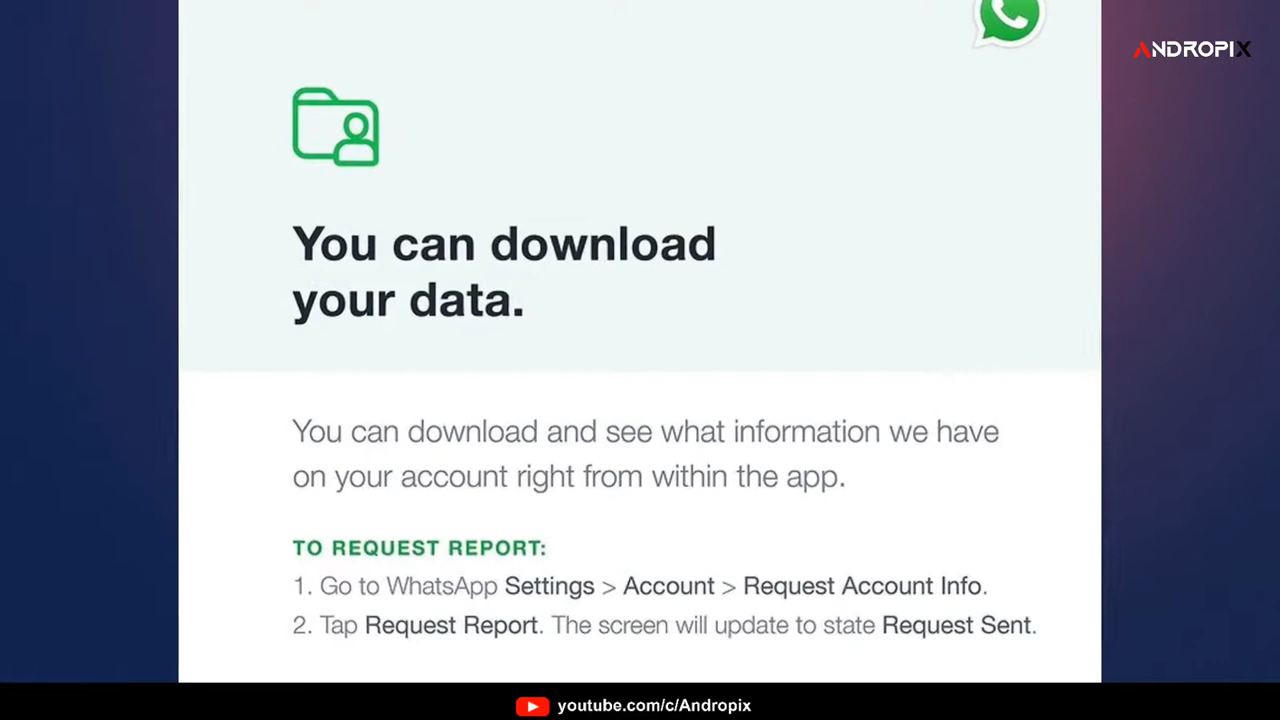 ANDROPIX
You can download
your data.
You can download and see what information we have
on your account right from within the app.
TO REQUEST REPORT:
1. Go to WhatsApp Settings > Account > Request Account Info.
2. Tap Request Report. The screen will update to state Request Sent.
youtube.com/c/Andropix